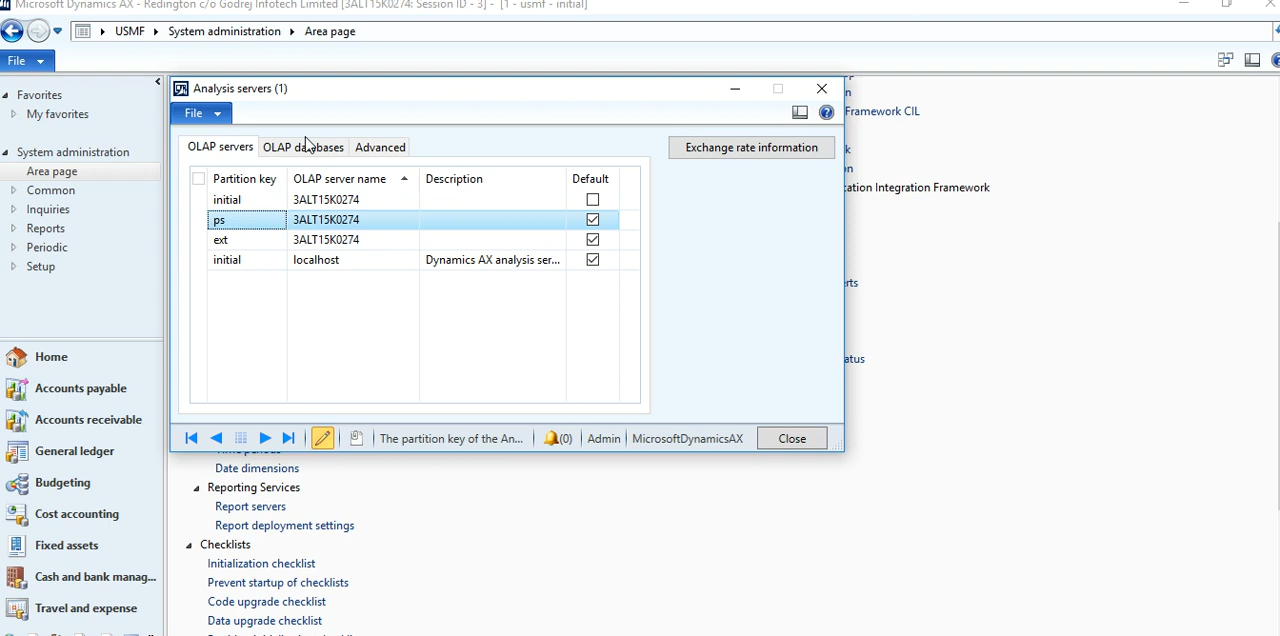 Microsoft Dynamics AX - Redington c/o Godrej Infotech Limited [3ALT15K0274: Session ID - 3] - [1 - usmf - initial]
USMF System administration Area page
File
Favorites
My favorites
System administration
Area page
Common
Inquiries
Reports
Periodic
Setup
Home
Accounts payable
Accounts receivable
General ledger
Budgeting
Cost accounting
Fixed assets
Cash and bank manag...
Travel and expense
Analysis servers (1)
File
OLAP servers OLAP databases Advanced
Exchange rate information
Partition key OLAP server name Description Default
initial 3ALT15K0274
ps 3ALT15K0274
ext 3ALT15K0274
initial localhost Dynamics AX analysis ser...
The partition key of the An... (0) Admin MicrosoftDynamicsAX Close
Framework CIL
cation Integration Framework
Date dimensions
Reporting Services
Report servers
Report deployment settings
Checklists
Initialization checklist
Prevent startup of checklists
Code upgrade checklist
Data upgrade checklist